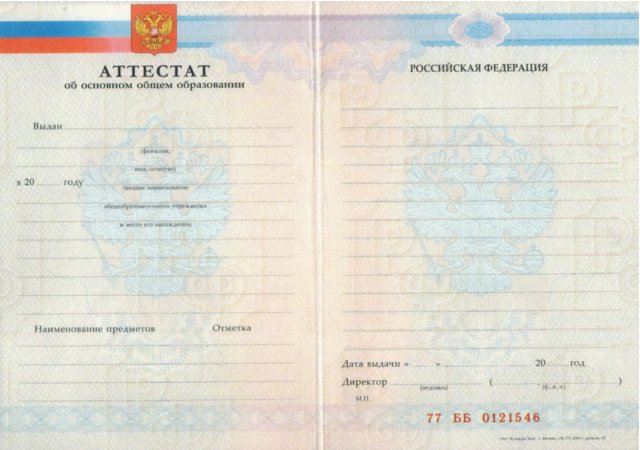 АТТЕСТАТ
об основном общем образовании
Выдан
(фамилия,
имя, отчество)
в 20 году
(полное наименование
общеобразовательного учреждения
и место его нахождения)
Наименование предметов Отметка
РОССИЙСКАЯ ФЕДЕРАЦИЯ
Дата выдачи « » 20 год
Директор ( )
(подпись) (ф., и., о.)
М.П.
77 ББ 0121546